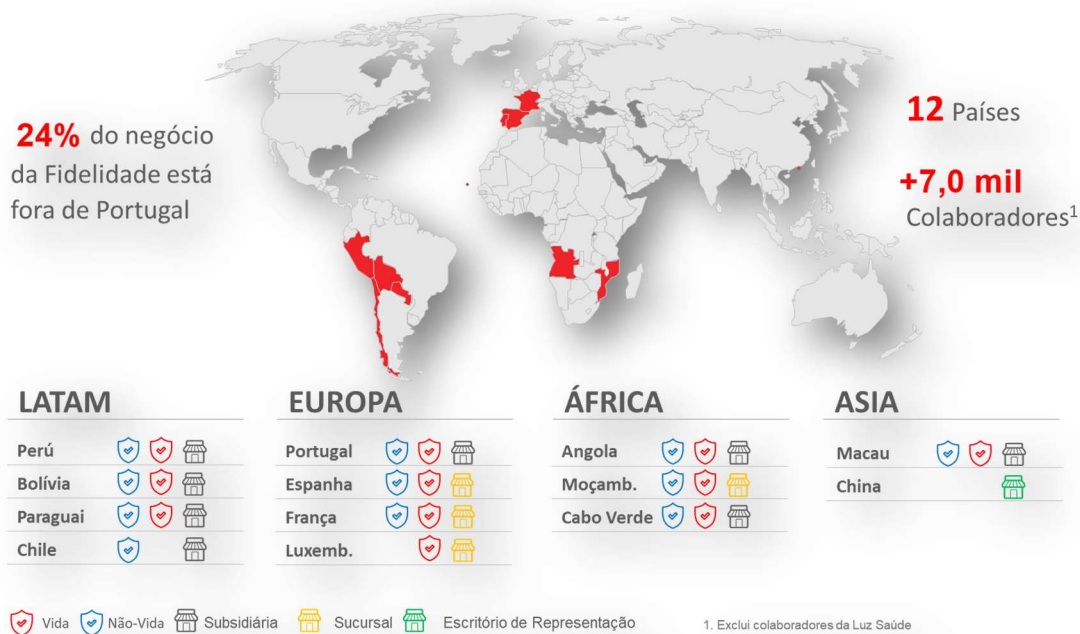 24% do negócio
da Fidelidade está
fora de Portugal
12 Países
+7,0 mil
Colaboradores1
LATAM
Perú
Bolívia
Paraguai
Chile
EUROPA
Portugal
Espanha
França
Luxemb.
ÁFRICA
Angola
Moçamb.
Cabo Verde
ASIA
Macau
China
Vida Não-Vida Subsidiária Sucursal Escritório de Representação
1. Exclui colaboradores da Luz Saúde